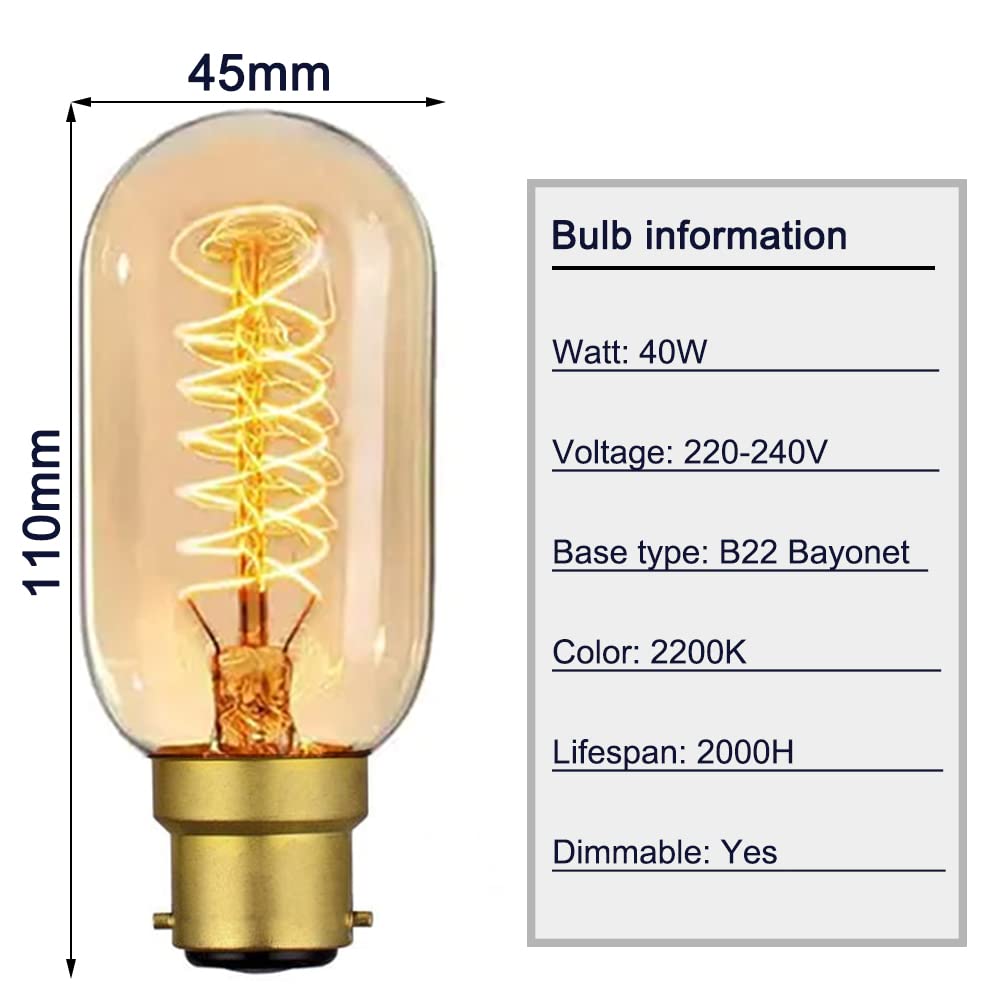 45mm
110mm
Bulb information
Watt: 40W
Voltage: 220-240V
Base type: B22 Bayonet
Color: 2200K
Lifespan: 2000H
Dimmable: Yes